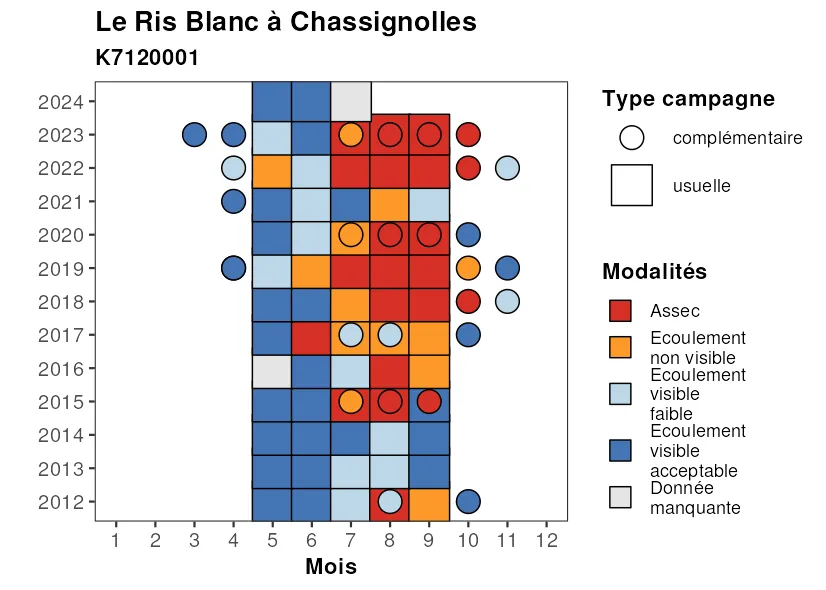 Le Ris Blanc à Chassignolles
K7120001
2024
2023
2022
2021
2020
2019
2018
2017
2016
2015
2014
2013
2012
1 2 3 4 5 6 7 8 9 10 11 12
Mois
Type campagne
complémentaire
usuelle
Modalités
Assec
Ecoulement
non visible
Ecoulement
visible
faible
Ecoulement
visible
acceptable
Donnée
manquante